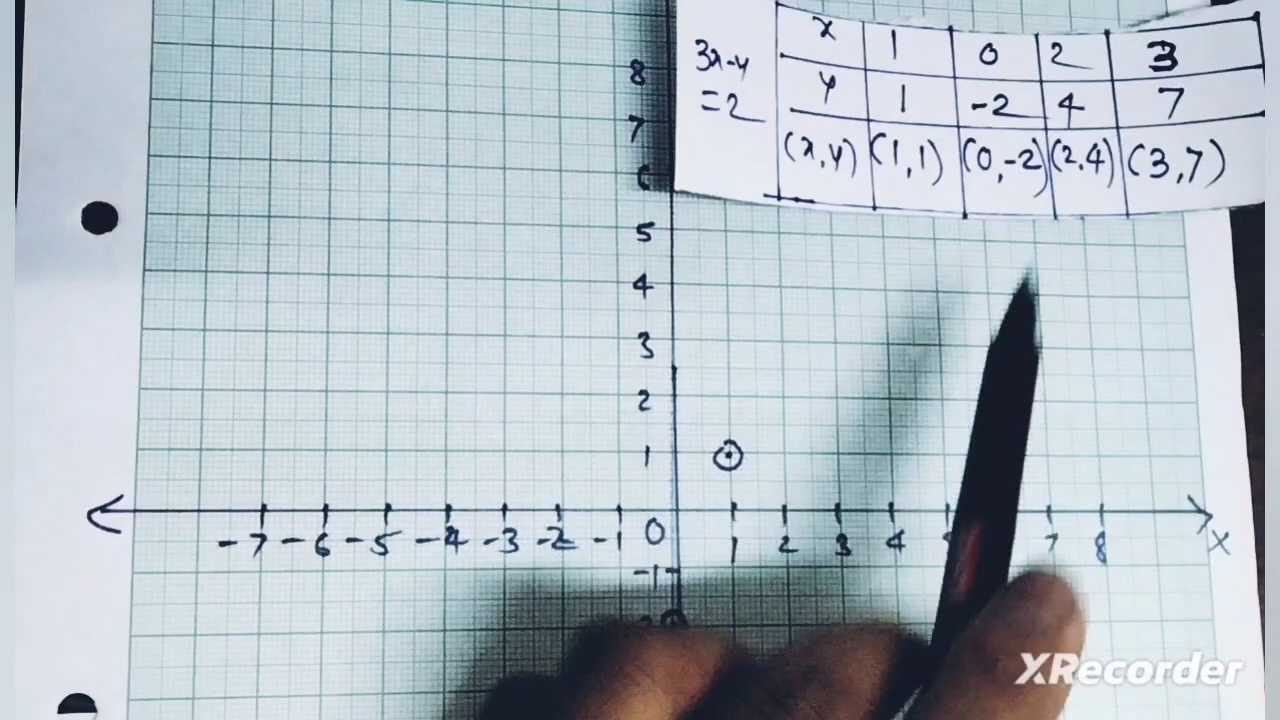 3x-y
=2
x 1 0 2 3
y 1 -2 4 7
(x,y) (1,1) (0,-2) (2,4) (3,7)
8
7
6
5
4
3
2
1
-7 -6 -5 -4 -3 -2 -1 0 1 2 3 4 7 8 x
-1
XRecorder